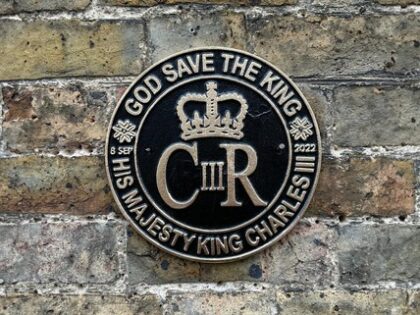 GOD SAVE THE KING
8 SEP 2022
CIIIR
HIS MAJESTY KING CHARLES III